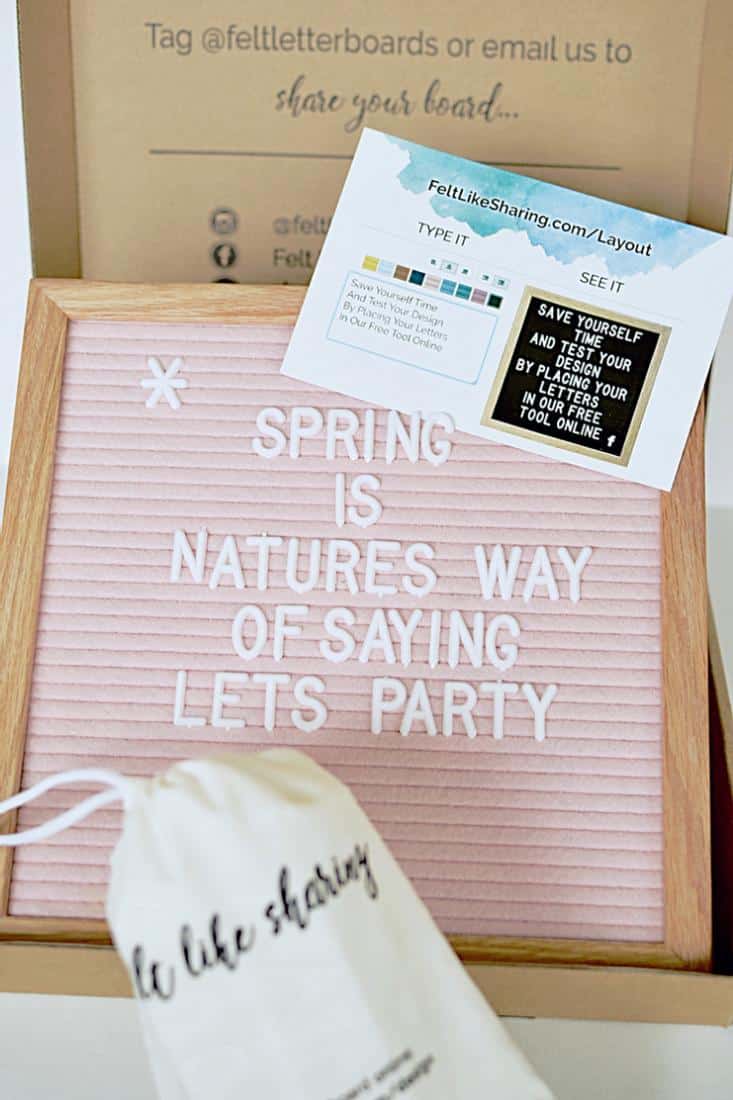 Tag @feltletterboards or email us to
share your board...
FeltLikeSharing.com/Layout
TYPE IT
SEE IT
Save Yourself Time
And Test Your Design
By Placing Your Letters
in Our Free Tool Online
SAVE YOURSELF
TIME
AND TEST YOUR
DESIGN
BY PLACING YOUR
LETTERS
IN OUR FREE
TOOL ONLINE
*
SPRING
IS
NATURES WAY
OF SAYING
LETS PARTY
like sharing